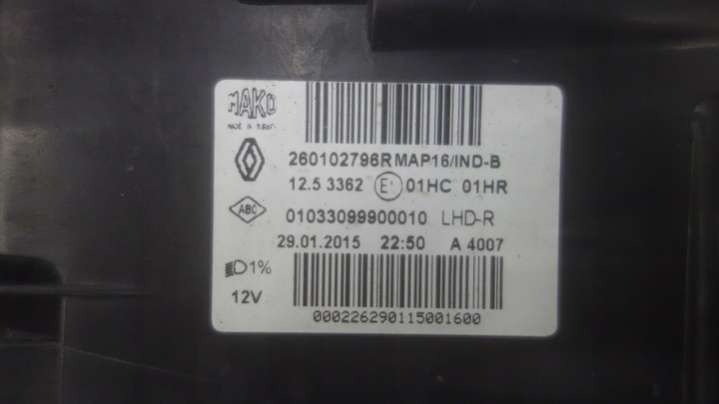 MAKO
260102796R MAP16/IND-B
12.5 3362 E 01HC 01HR
ABC
01033099900010 LHD-R
29.01.2015 22:50 A 4007
1%
12V
000226290115001600